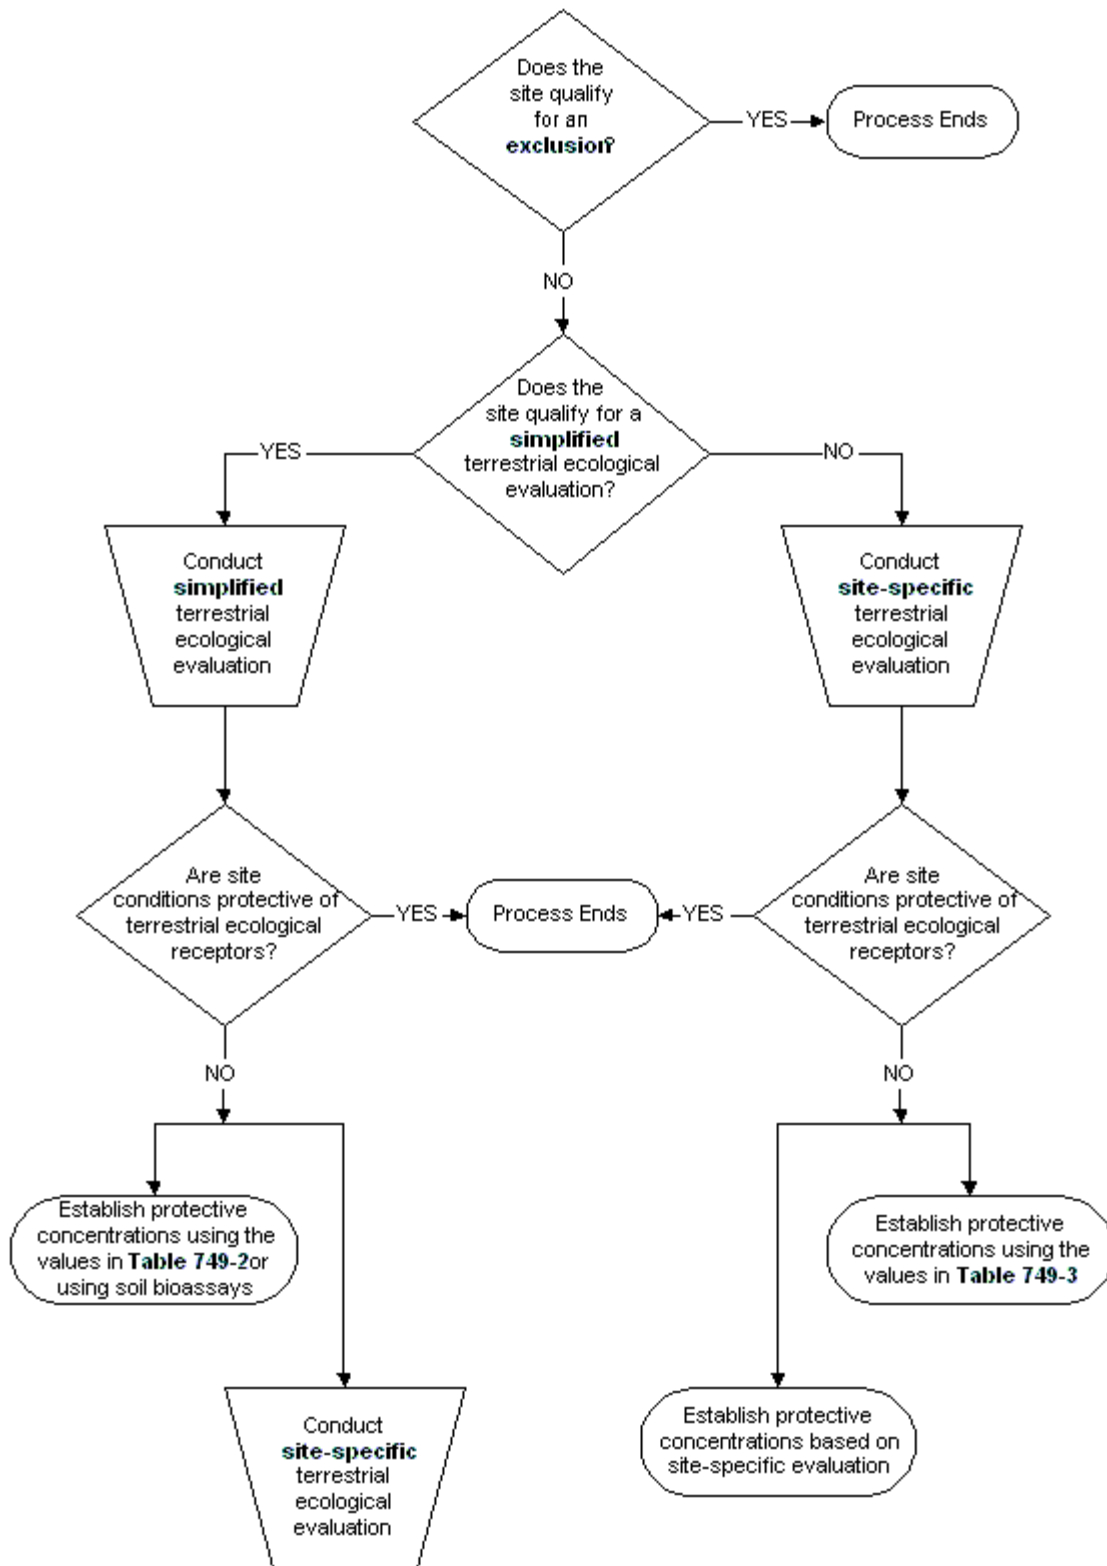 Does the
site qualify
for an
exclusion?
YES
Process Ends
NO
Does the
site qualify for a
simplified
terrestrial ecological
evaluation?
YES
NO
Conduct
simplified
terrestrial
ecological
evaluation
Conduct
site-specific
terrestrial
ecological
evaluation
Are site
conditions protective of
terrestrial ecological
receptors?
YES
Process Ends
YES
Are site
conditions protective of
terrestrial ecological
receptors?
NO
NO
Establish protective
concentrations using the
values in Table 749-2or
using soil bioassays
Establish protective
concentrations using the
values in Table 749-3
Conduct
site-specific
terrestrial
ecological
evaluation
Establish protective
concentrations based on
site-specific evaluation